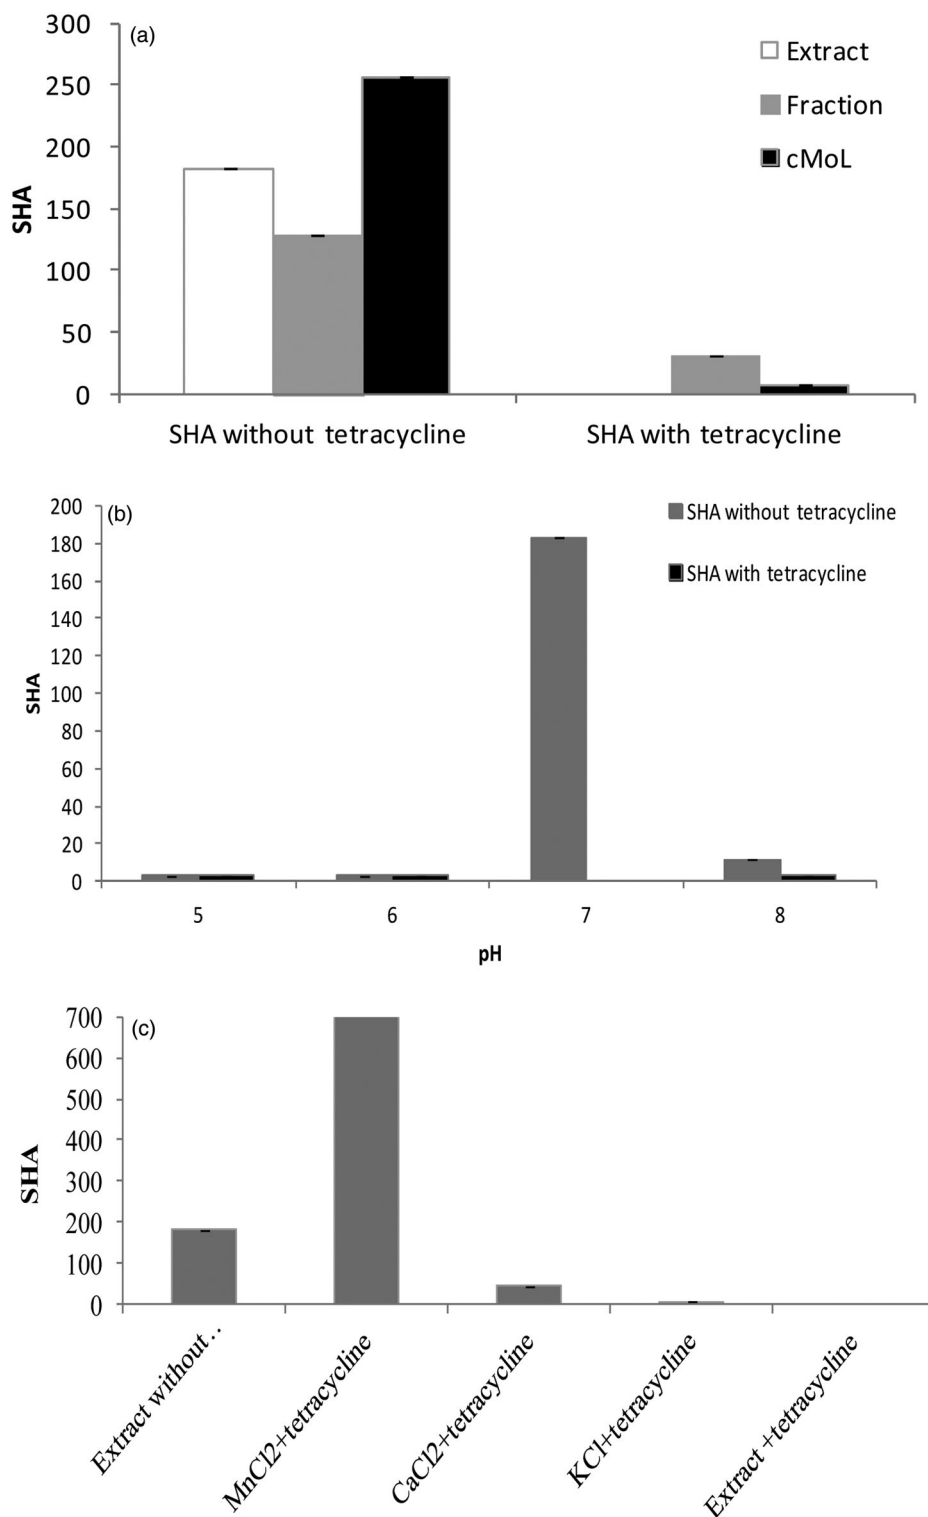 (a)
300
250
200
150
100
50
0
SHA
Extract
Fraction
cMoL
SHA without tetracycline
SHA with tetracycline
(b)
200
180
160
140
120
100
80
60
40
20
0
SHA
SHA without tetracycline
SHA with tetracycline
5 6 7 8
pH
(c)
700
600
500
400
300
200
100
0
SHA
Extract without..
MnCl2+tetracycline
CaCl2+tetracycline
KCl+tetracycline
Extract +tetracycline